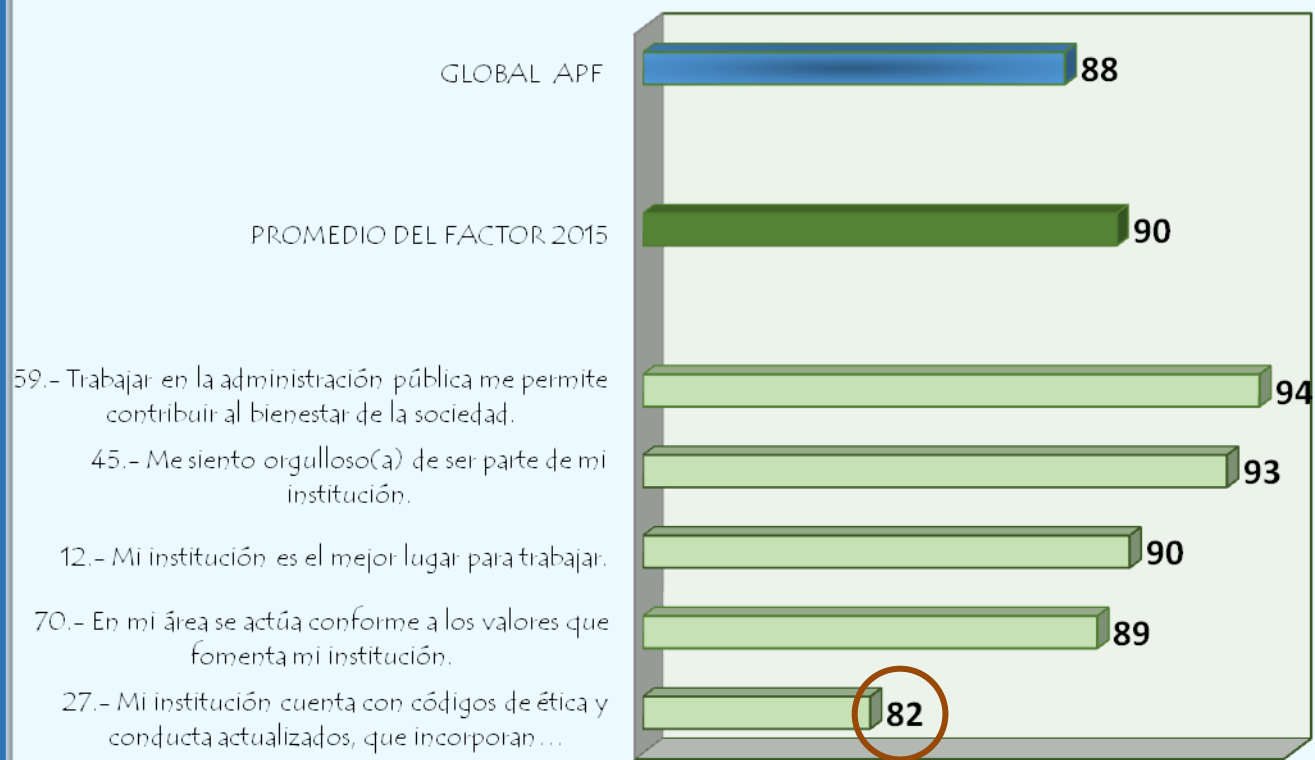 GLOBAL APF
88
PROMEDIO DEL FACTOR 2015
90
59.- Trabajar en la administración pública me permite
contribuir al bienestar de la sociedad.
94
45.- Me siento orgulloso(a) de ser parte de mi
institución.
93
12.- Mi institución es el mejor lugar para trabajar.
90
70.- En mi área se actúa conforme a los valores que
fomenta mi institución.
89
27.- Mi institución cuenta con códigos de ética y
conducta actualizados, que incorporan...
82